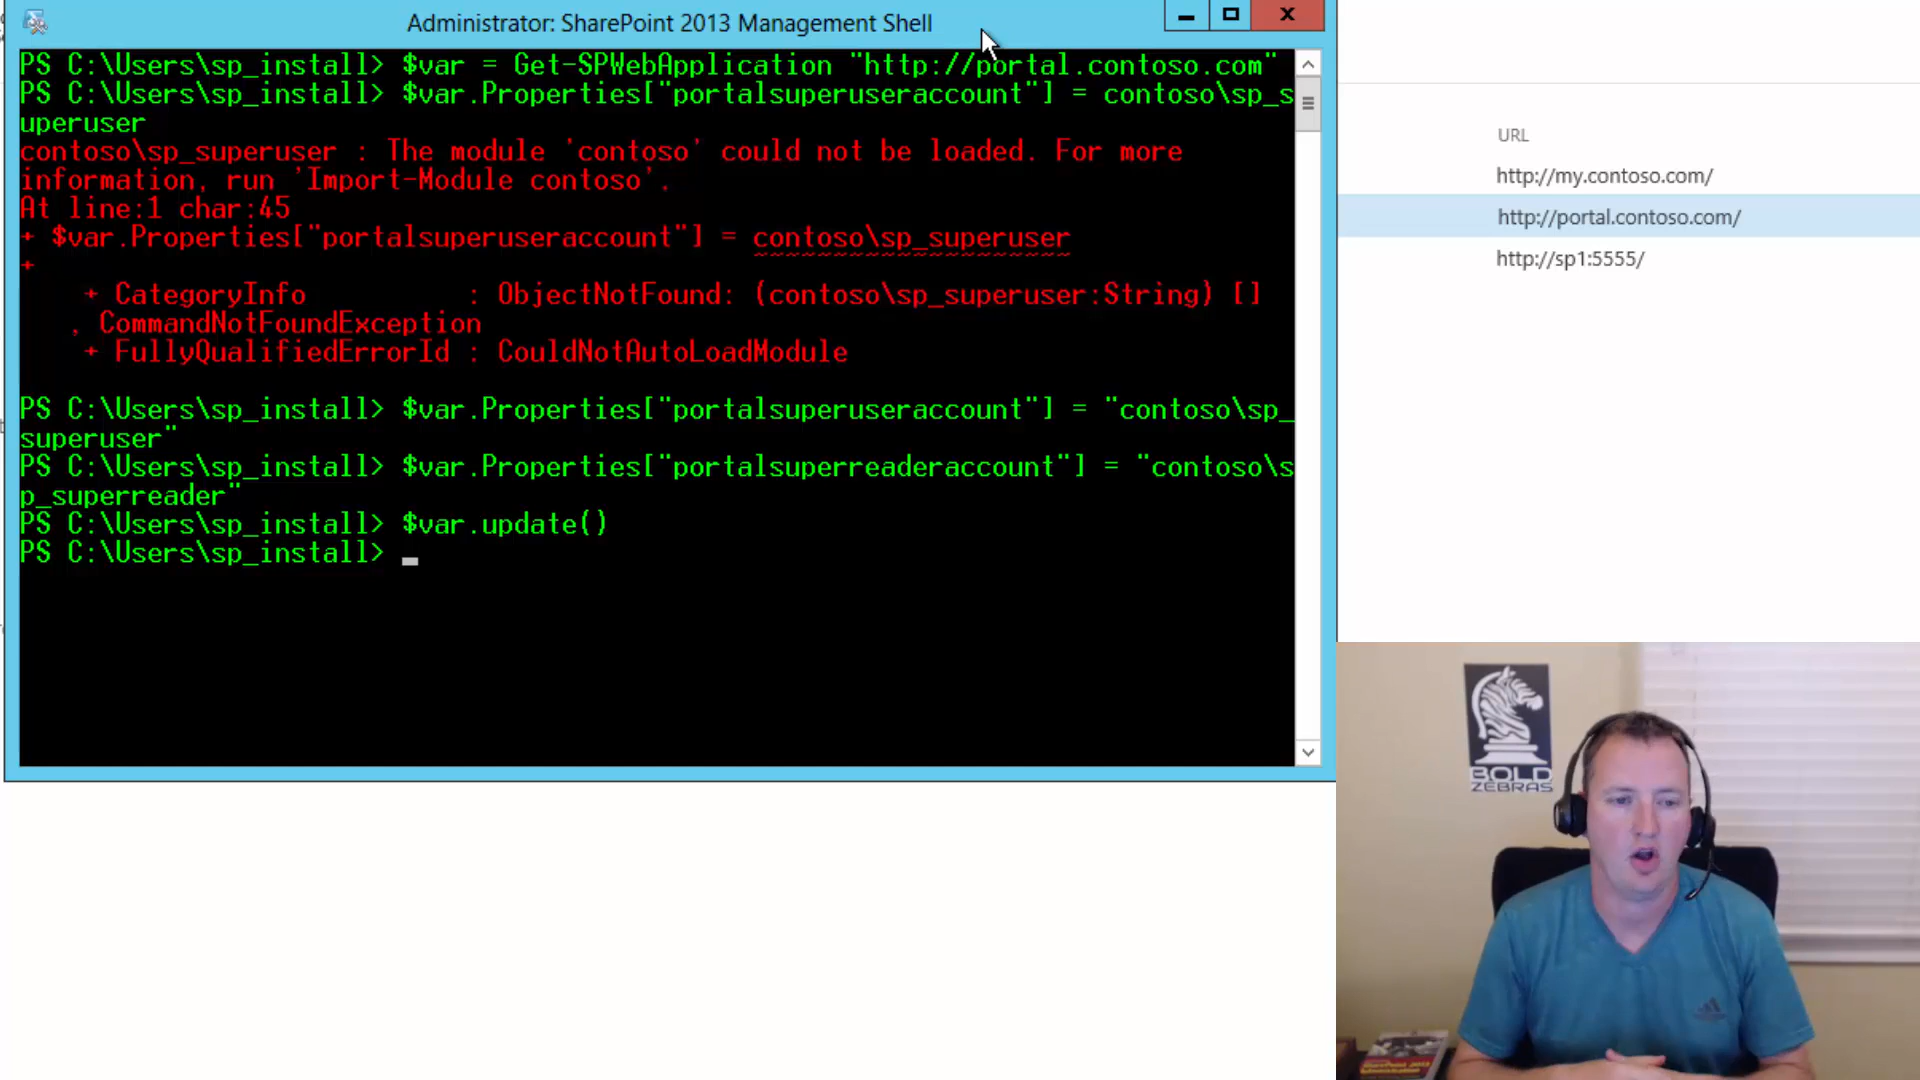 Administrator: SharePoint 2013 Management Shell
PS C:\Users\sp_install> $var = Get-SPWebApplication "http://portal.contoso.com"
PS C:\Users\sp_install> $var.Properties["portalsuperuseraccount"] = contoso\sp_s
uperuser
contoso\sp_superuser : The module 'contoso' could not be loaded. For more
information, run 'Import-Module contoso'.
At line:1 char:45
+ $var.Properties["portalsuperuseraccount"] = contoso\sp_superuser
+                                             ~~~~~~~~~~~~~~~~~~~~
    + CategoryInfo          : ObjectNotFound: (contoso\sp_superuser:String) []
   , CommandNotFoundException
    + FullyQualifiedErrorId : CouldNotAutoLoadModule
PS C:\Users\sp_install> $var.Properties["portalsuperuseraccount"] = "contoso\sp_
superuser"
PS C:\Users\sp_install> $var.Properties["portalsuperreaderaccount"] = "contoso\s
p_superreader"
PS C:\Users\sp_install> $var.update()
PS C:\Users\sp_install>
URL
http://my.contoso.com/
http://portal.contoso.com/
http://sp1:5555/
BOLD
ZEBRAS
SharePoint 2013